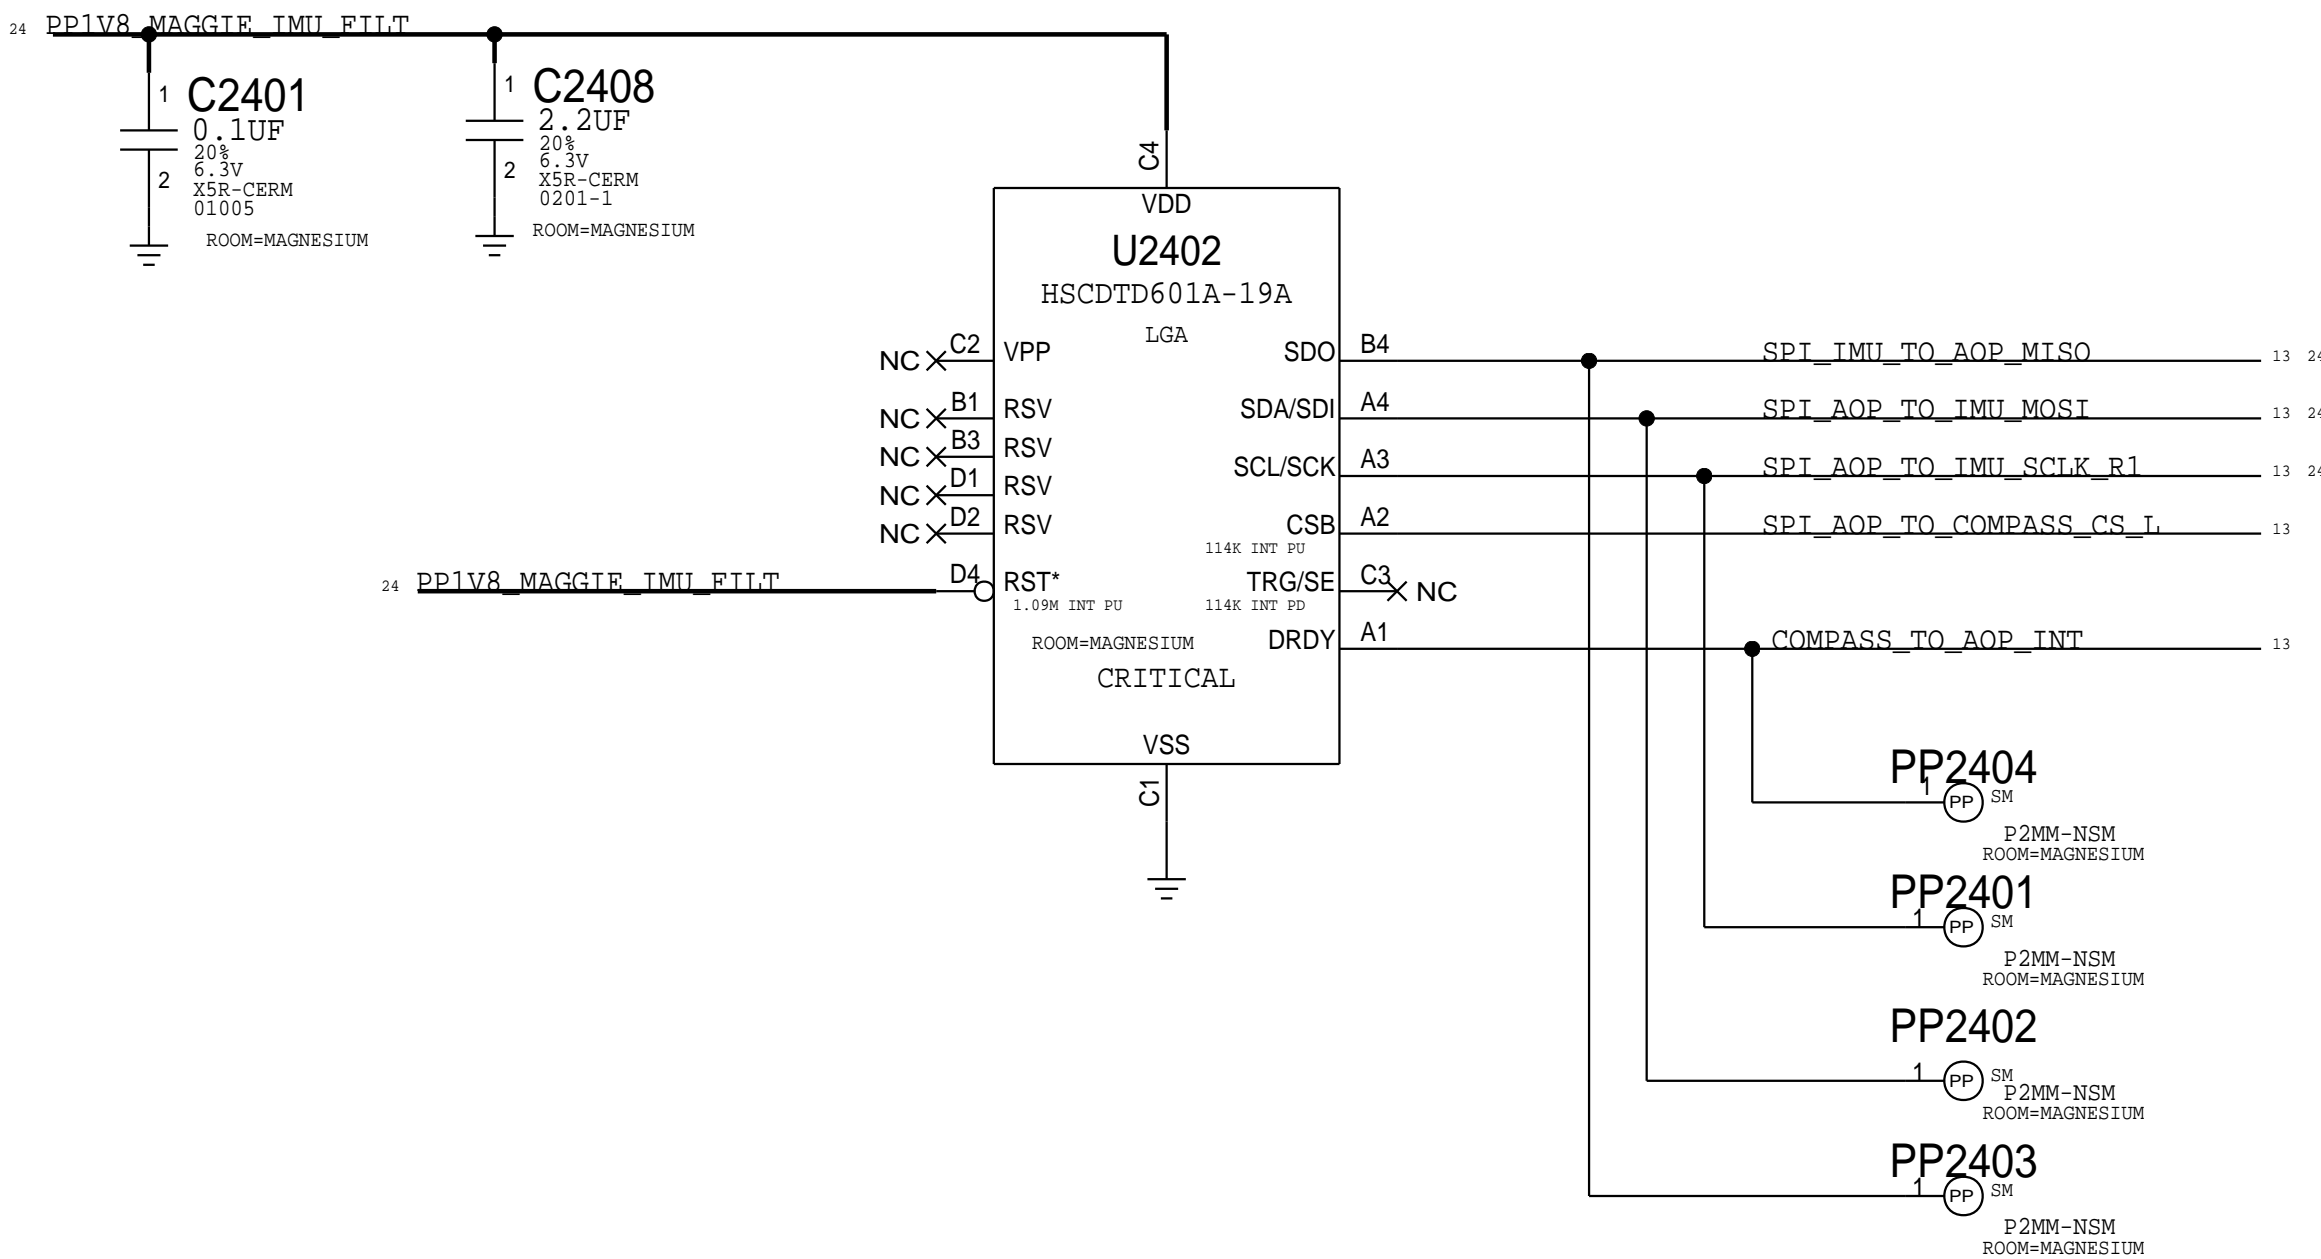 24 PP1V8_MAGGIE_IMU_FILT
1
C2401
0.1UF
20%
6.3V
X5R-CERM
01005
2
ROOM=MAGNESIUM
1
C2408
2.2UF
20%
6.3V
X5R-CERM
0201-1
2
ROOM=MAGNESIUM
C4
VDD
U2402
HSCDTD601A-19A
LGA
NC C2 VPP
NC B1 RSV
NC B3 RSV
NC D1 RSV
NC D2 RSV
24 PP1V8_MAGGIE_IMU_FILT D4 RST*
1.09M INT PU
SDO B4 SPI_IMU_TO_AOP_MISO 13 24
SDA/SDI A4 SPI_AOP_TO_IMU_MOSI 13 24
SCL/SCK A3 SPI_AOP_TO_IMU_SCLK_R1 13 24
CSB A2 SPI_AOP_TO_COMPASS_CS_L 13
114K INT PU
TRG/SE C3 NC
114K INT PD
DRDY A1 COMPASS_TO_AOP_INT 13
ROOM=MAGNESIUM
CRITICAL
VSS
C1
PP2404
1 PP SM
P2MM-NSM
ROOM=MAGNESIUM
PP2401
1 PP SM
P2MM-NSM
ROOM=MAGNESIUM
PP2402
1 PP SM
P2MM-NSM
ROOM=MAGNESIUM
PP2403
1 PP SM
P2MM-NSM
ROOM=MAGNESIUM